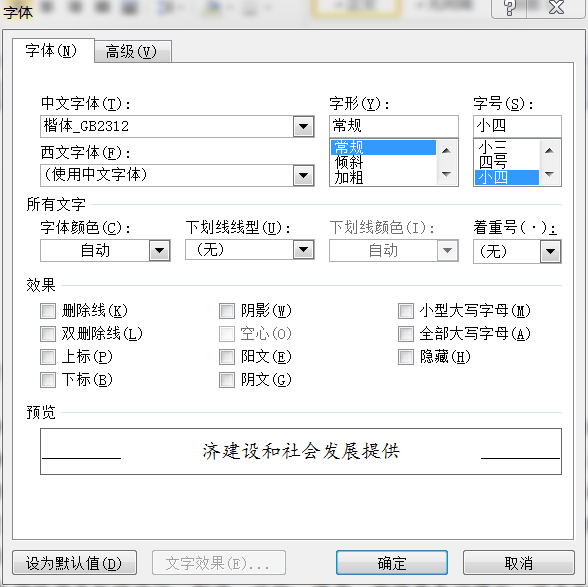 字体
字体(N) 高级(V)
中文字体(T): 字形(Y): 字号(S):
楷体_GB2312 常规 小四
常规 小三
西文字体(F): 倾斜 四号
(使用中文字体) 加粗 小四
所有文字
字体颜色(C): 下划线线型(U): 下划线颜色(I): 着重号(·):
自动 (无) 自动 (无)
效果
删除线(K) 阴影(W) 小型大写字母(M)
双删除线(L) 空心(O) 全部大写字母(A)
上标(P) 阳文(E) 隐藏(H)
下标(B) 阴文(G)
预览
济建设和社会发展提供
设为默认值(D) 文字效果(E)... 确定 取消